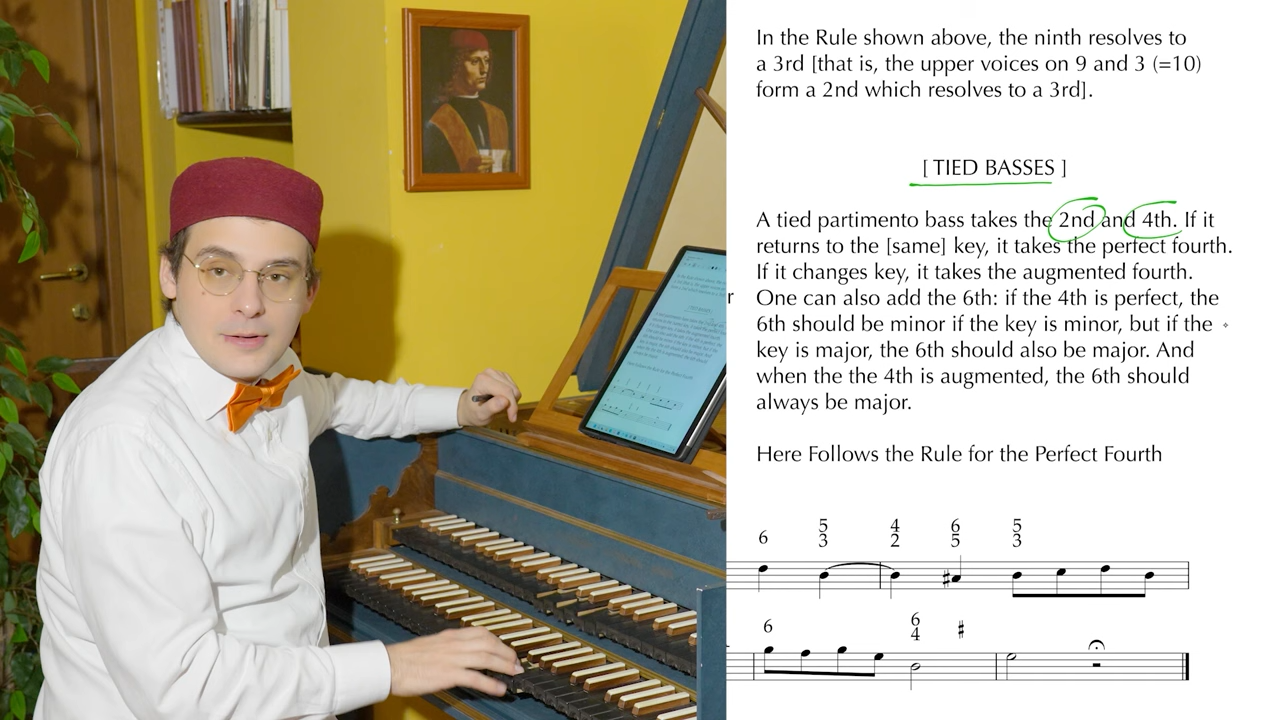 In the Rule shown above, the ninth resolves to
a 3rd [that is, the upper voices on 9 and 3 (=10)
form a 2nd which resolves to a 3rd].
[ TIED BASSES ]
A tied partimento bass takes the 2nd and 4th. If it
returns to the [same] key, it takes the perfect fourth.
If it changes key, it takes the augmented fourth.
r One can also add the 6th: if the 4th is perfect, the
6th should be minor if the key is minor, but if the
key is major, the 6th should also be major. And
when the the 4th is augmented, the 6th should
always be major.
Here Follows the Rule for the Perfect Fourth
5 4 6 5
6 3 2 5 3
6
6 4 ♯